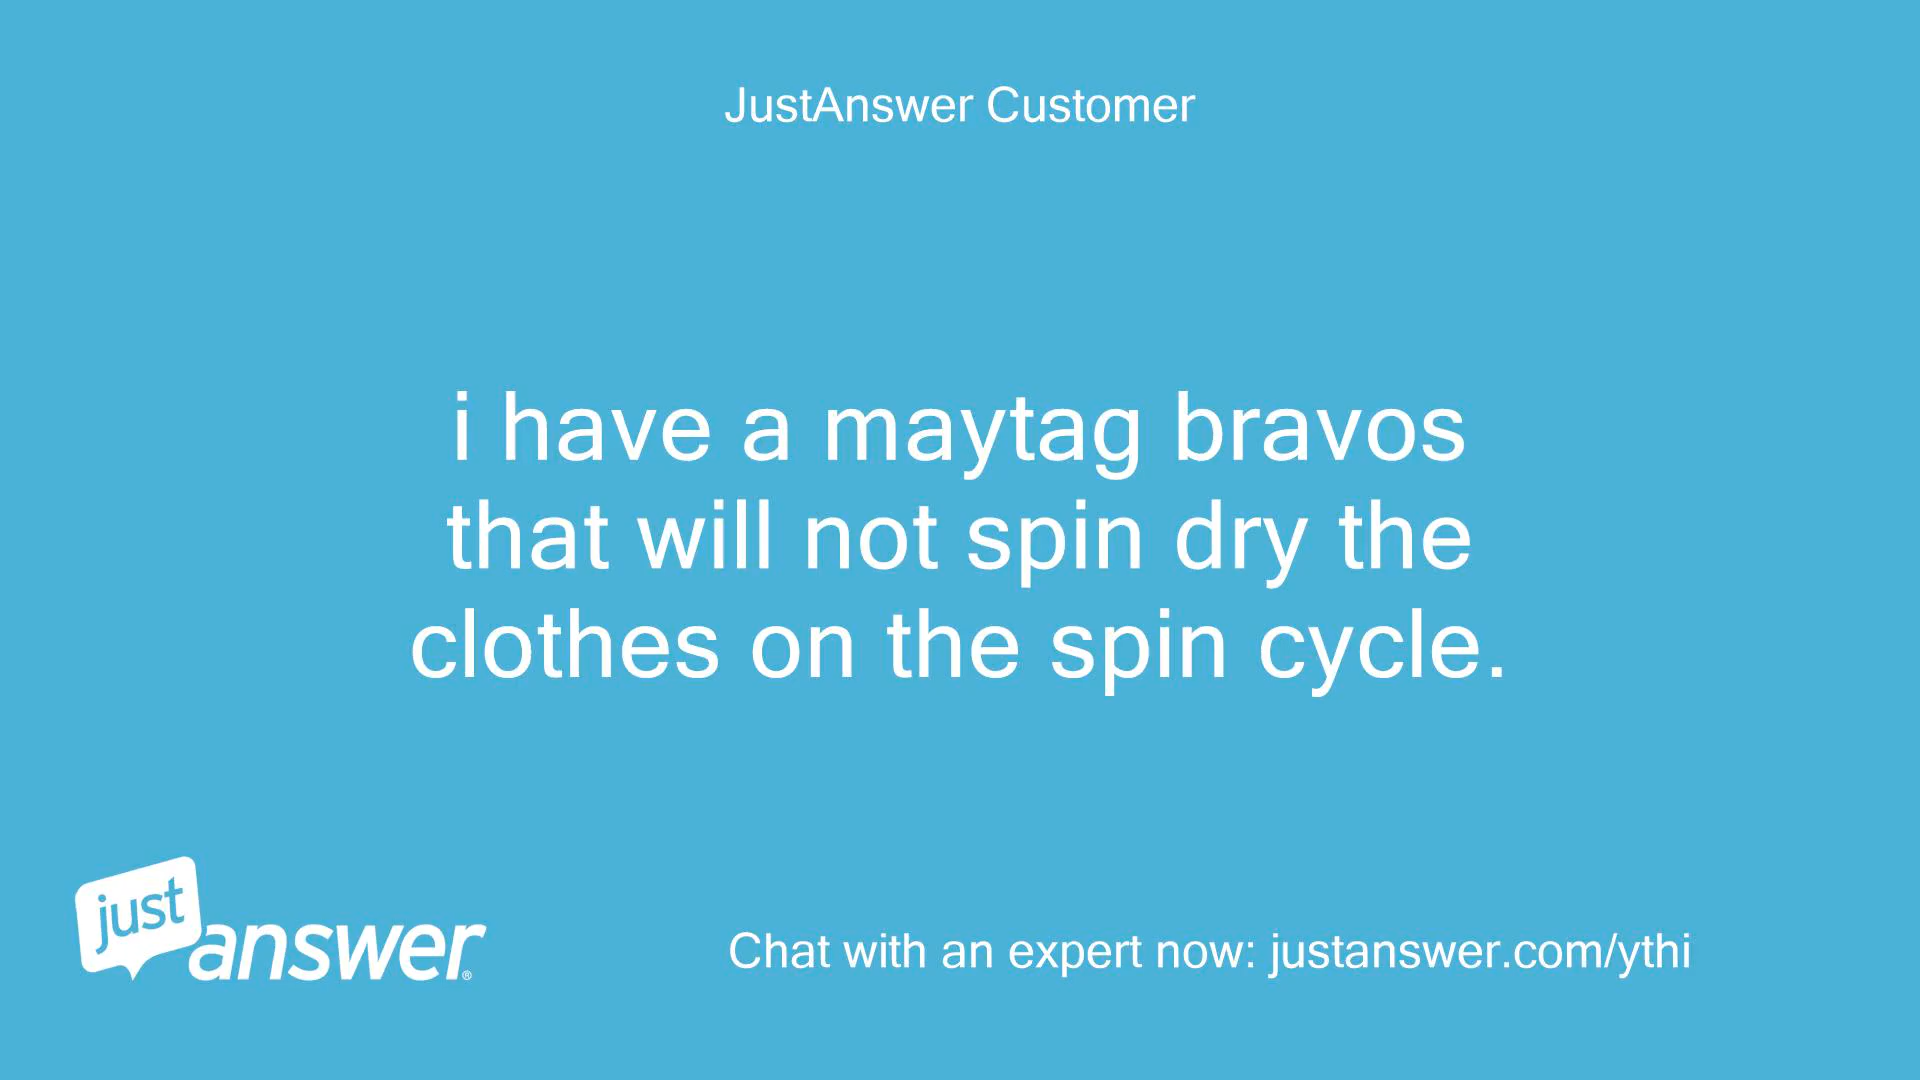 JustAnswer Customer
i have a maytag bravos
that will not spin dry the
clothes on the spin cycle.
just
answer®
Chat with an expert now: justanswer.com/ythi